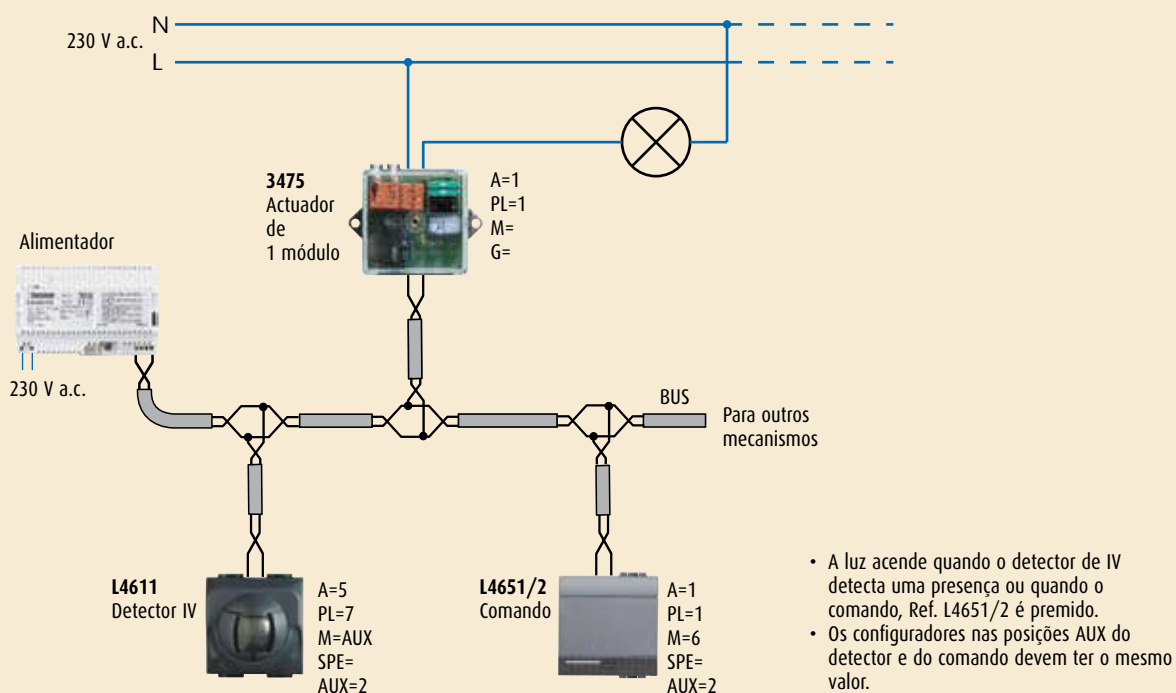 N
230 V a.c.
L
3475
Actuador
de
1 módulo
A=1
PL=1
M=
G=
Alimentador
230 V a.c.
BUS
Para outros
mecanismos
L4611
Detector IV
A=5
PL=7
M=AUX
SPE=
AUX=2
L4651/2
Comando
A=1
PL=1
M=6
SPE=
AUX=2
• A luz acende quando o detector de IV
detecta uma presença ou quando o
comando, Ref. L4651/2 é premido.
• Os configuradores nas posições AUX do
detector e do comando devem ter o mesmo
valor.